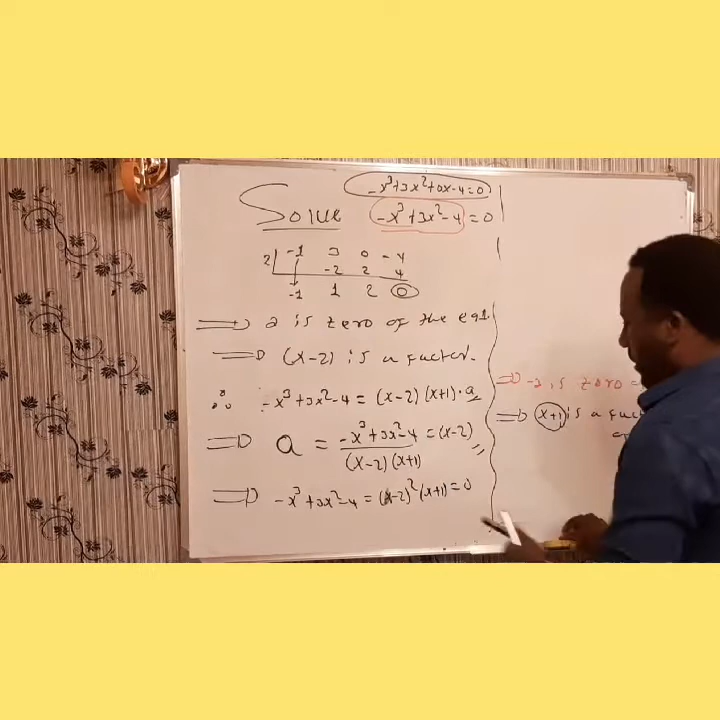 -x³+3x²+0x-4=0
Solve -x³+3x²-4=0
2 -1 3 0 -4
-2 2 4
-1 1 2 0
⇒ 2 is zero of the eq1.
⇒ (x-2) is a factor.
∴ -x³+3x²-4=(x-2)(x+1)·a
⇒ a = -x³+3x²-4 =(x-2)
(x-2)(x+1)
⇒ -x³+3x²-4=(x-2)²(x+1)=0
is zero =
⇒ (x+1) is a